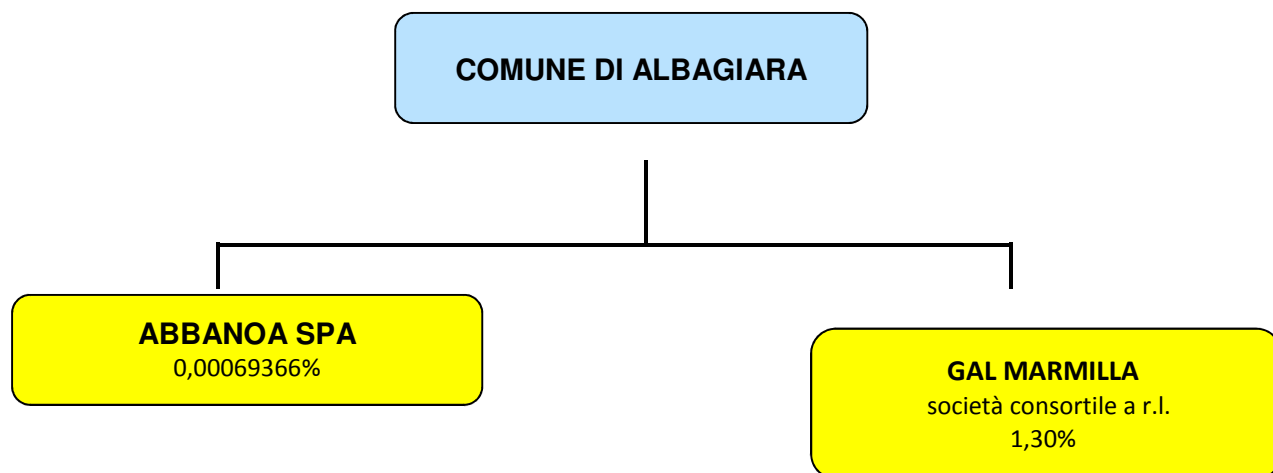 COMUNE DI ALBAGIARA
ABBANOA SPA
0,00069366%
GAL MARMILLA
società consortile a r.l.
1,30%